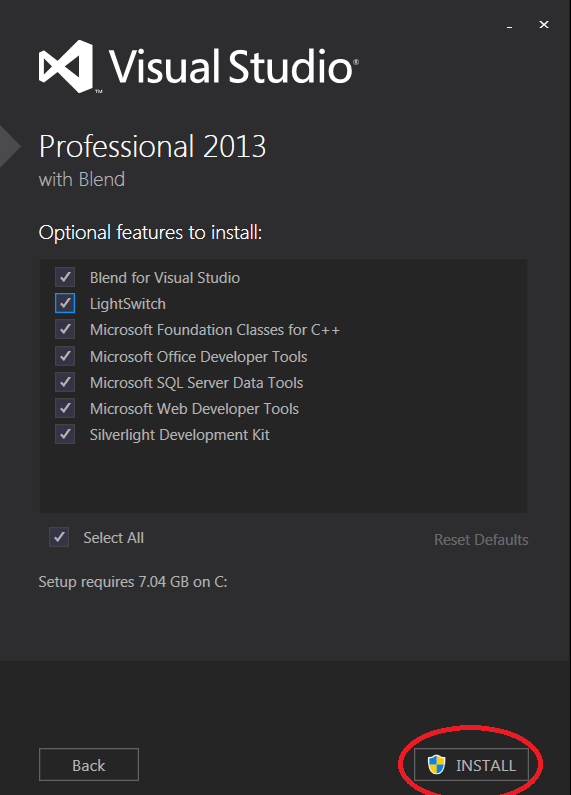 Visual Studio®
™
Professional 2013
with Blend
Optional features to install:
Blend for Visual Studio
LightSwitch
Microsoft Foundation Classes for C++
Microsoft Office Developer Tools
Microsoft SQL Server Data Tools
Microsoft Web Developer Tools
Silverlight Development Kit
Select All
Reset Defaults
Setup requires 7.04 GB on C:
Back
INSTALL